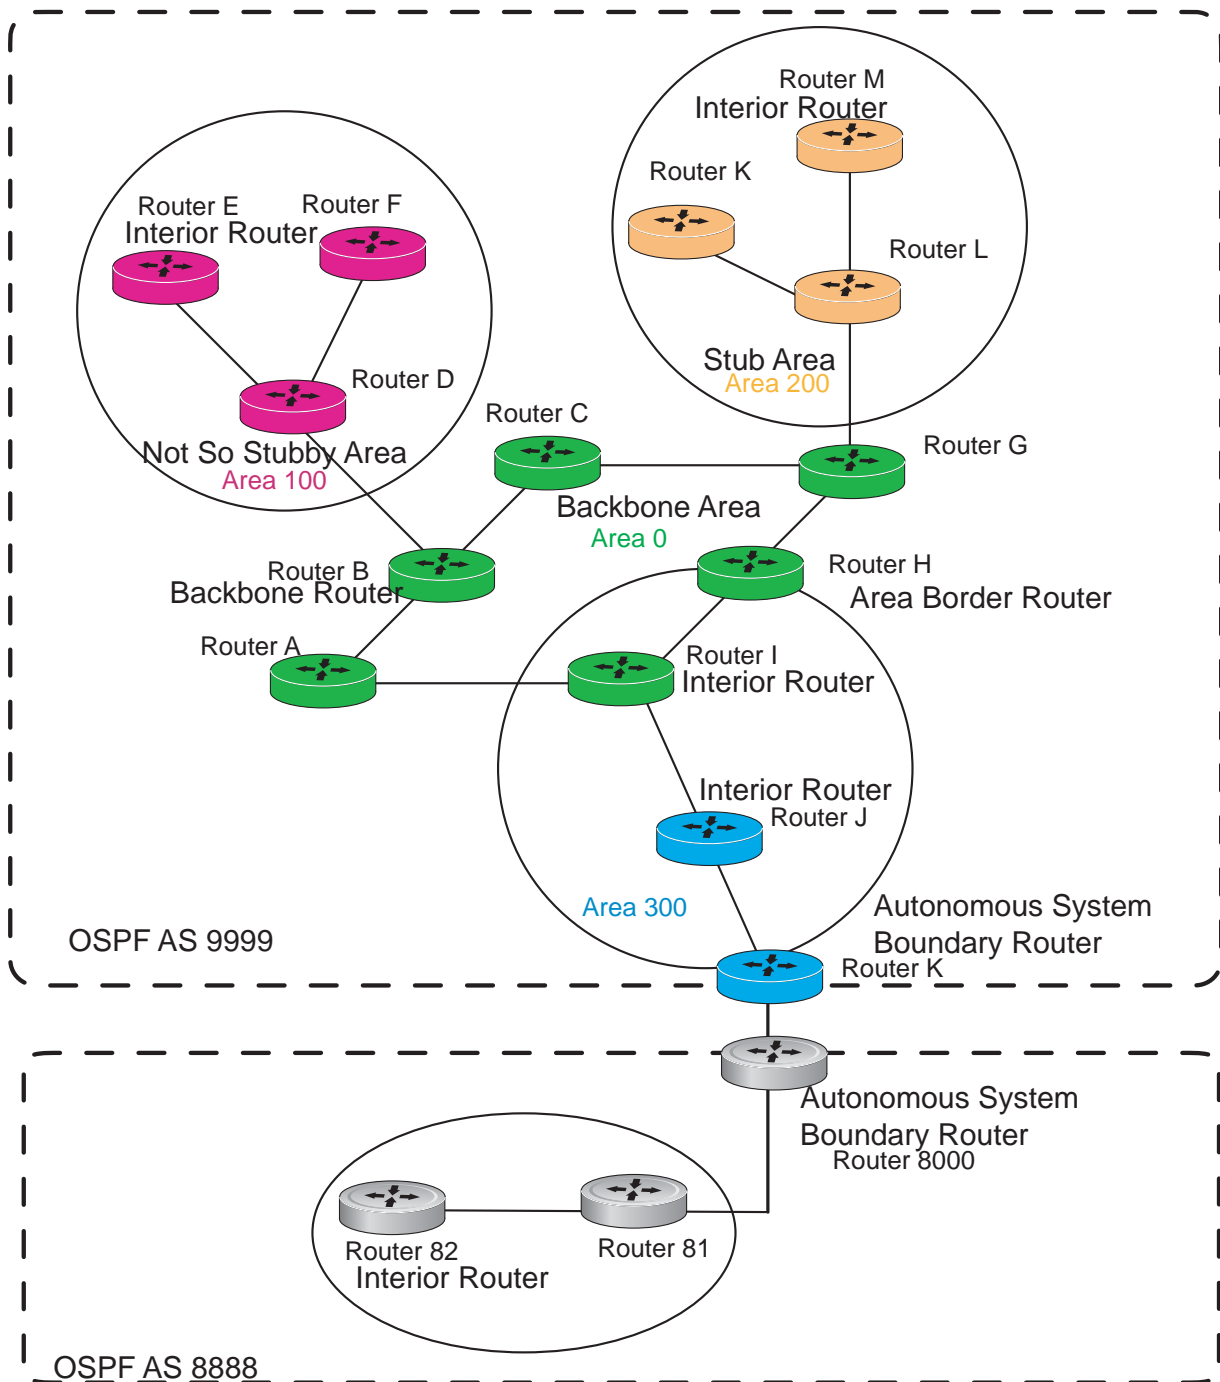 Router M
Interior Router
Router K
Router E
Router F
Interior Router
Router L
Stub Area
Area 200
Router D
Router C
Router G
Not So Stubby Area
Area 100
Backbone Area
Area 0
Router B
Backbone Router
Router H
Area Border Router
Router A
Router I
Interior Router
Interior Router
Router J
Area 300
Autonomous System
Boundary Router
Router K
OSPF AS 9999
Autonomous System
Boundary Router
Router 8000
Router 82
Interior Router
Router 81
OSPF AS 8888